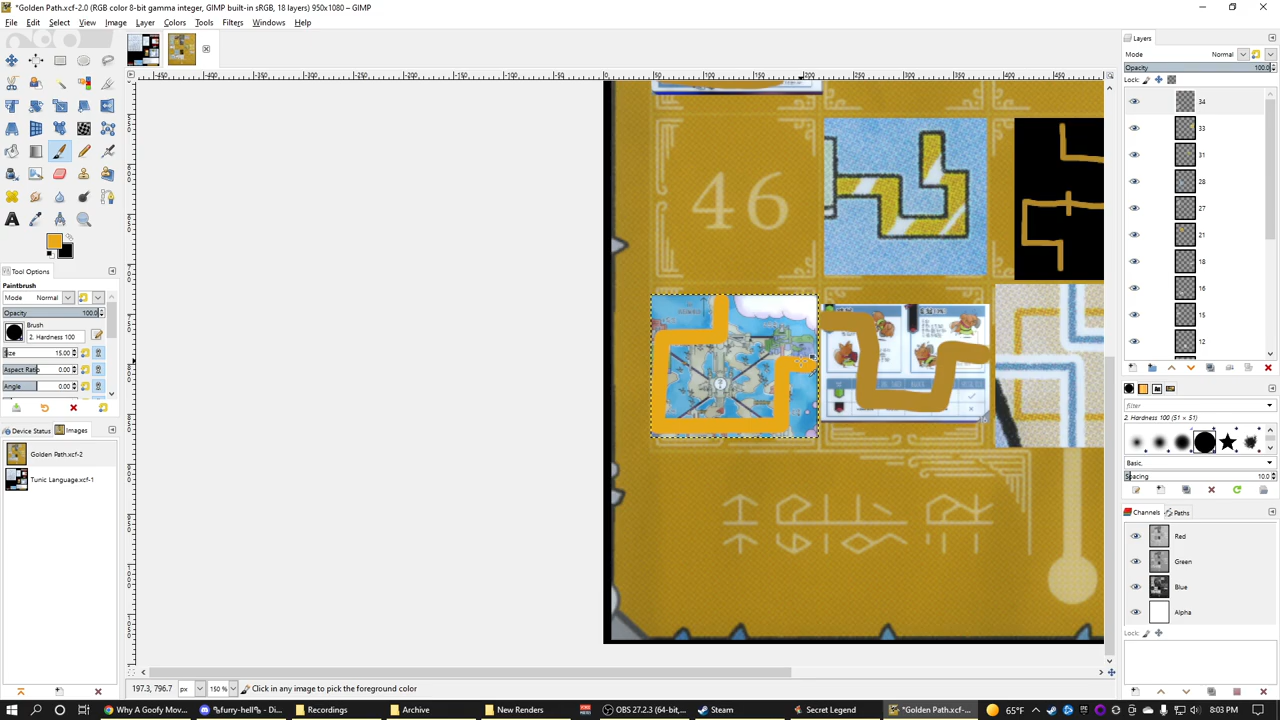 *Golden Path.xcf-2.0 (RGB color 8-bit gamma integer, GIMP built-in sRGB, 18 layers) 950x1080 – GIMP
File Edit Select View Image Layer Colors Tools Filters Windows Help
Layers
Mode Normal
Opacity 100.0
Lock:
34
33
31
28
27
21
18
16
15
12
46
Tool Options
Paintbrush
Mode Normal
Opacity 100.0
Brush
2. Hardness 100
Size 15.00
Aspect Ratio 0.00
Angle 0.00
Device Status Images
Golden Path.xcf-2
Tunic Language.xcf-1
filter
2. Hardness 100 (51 × 51)
Basic,
Spacing 10.0
Channels Paths
Red
Green
Blue
Alpha
Lock:
197.3, 796.7 px 150 % Click in any image to pick the foreground color
Why A Goofy Mov... Recordings Archive New Renders OBS 27.2.3 (64-bit,... Steam Secret Legend *Golden Path.xcf-... 65°F 8:03 PM